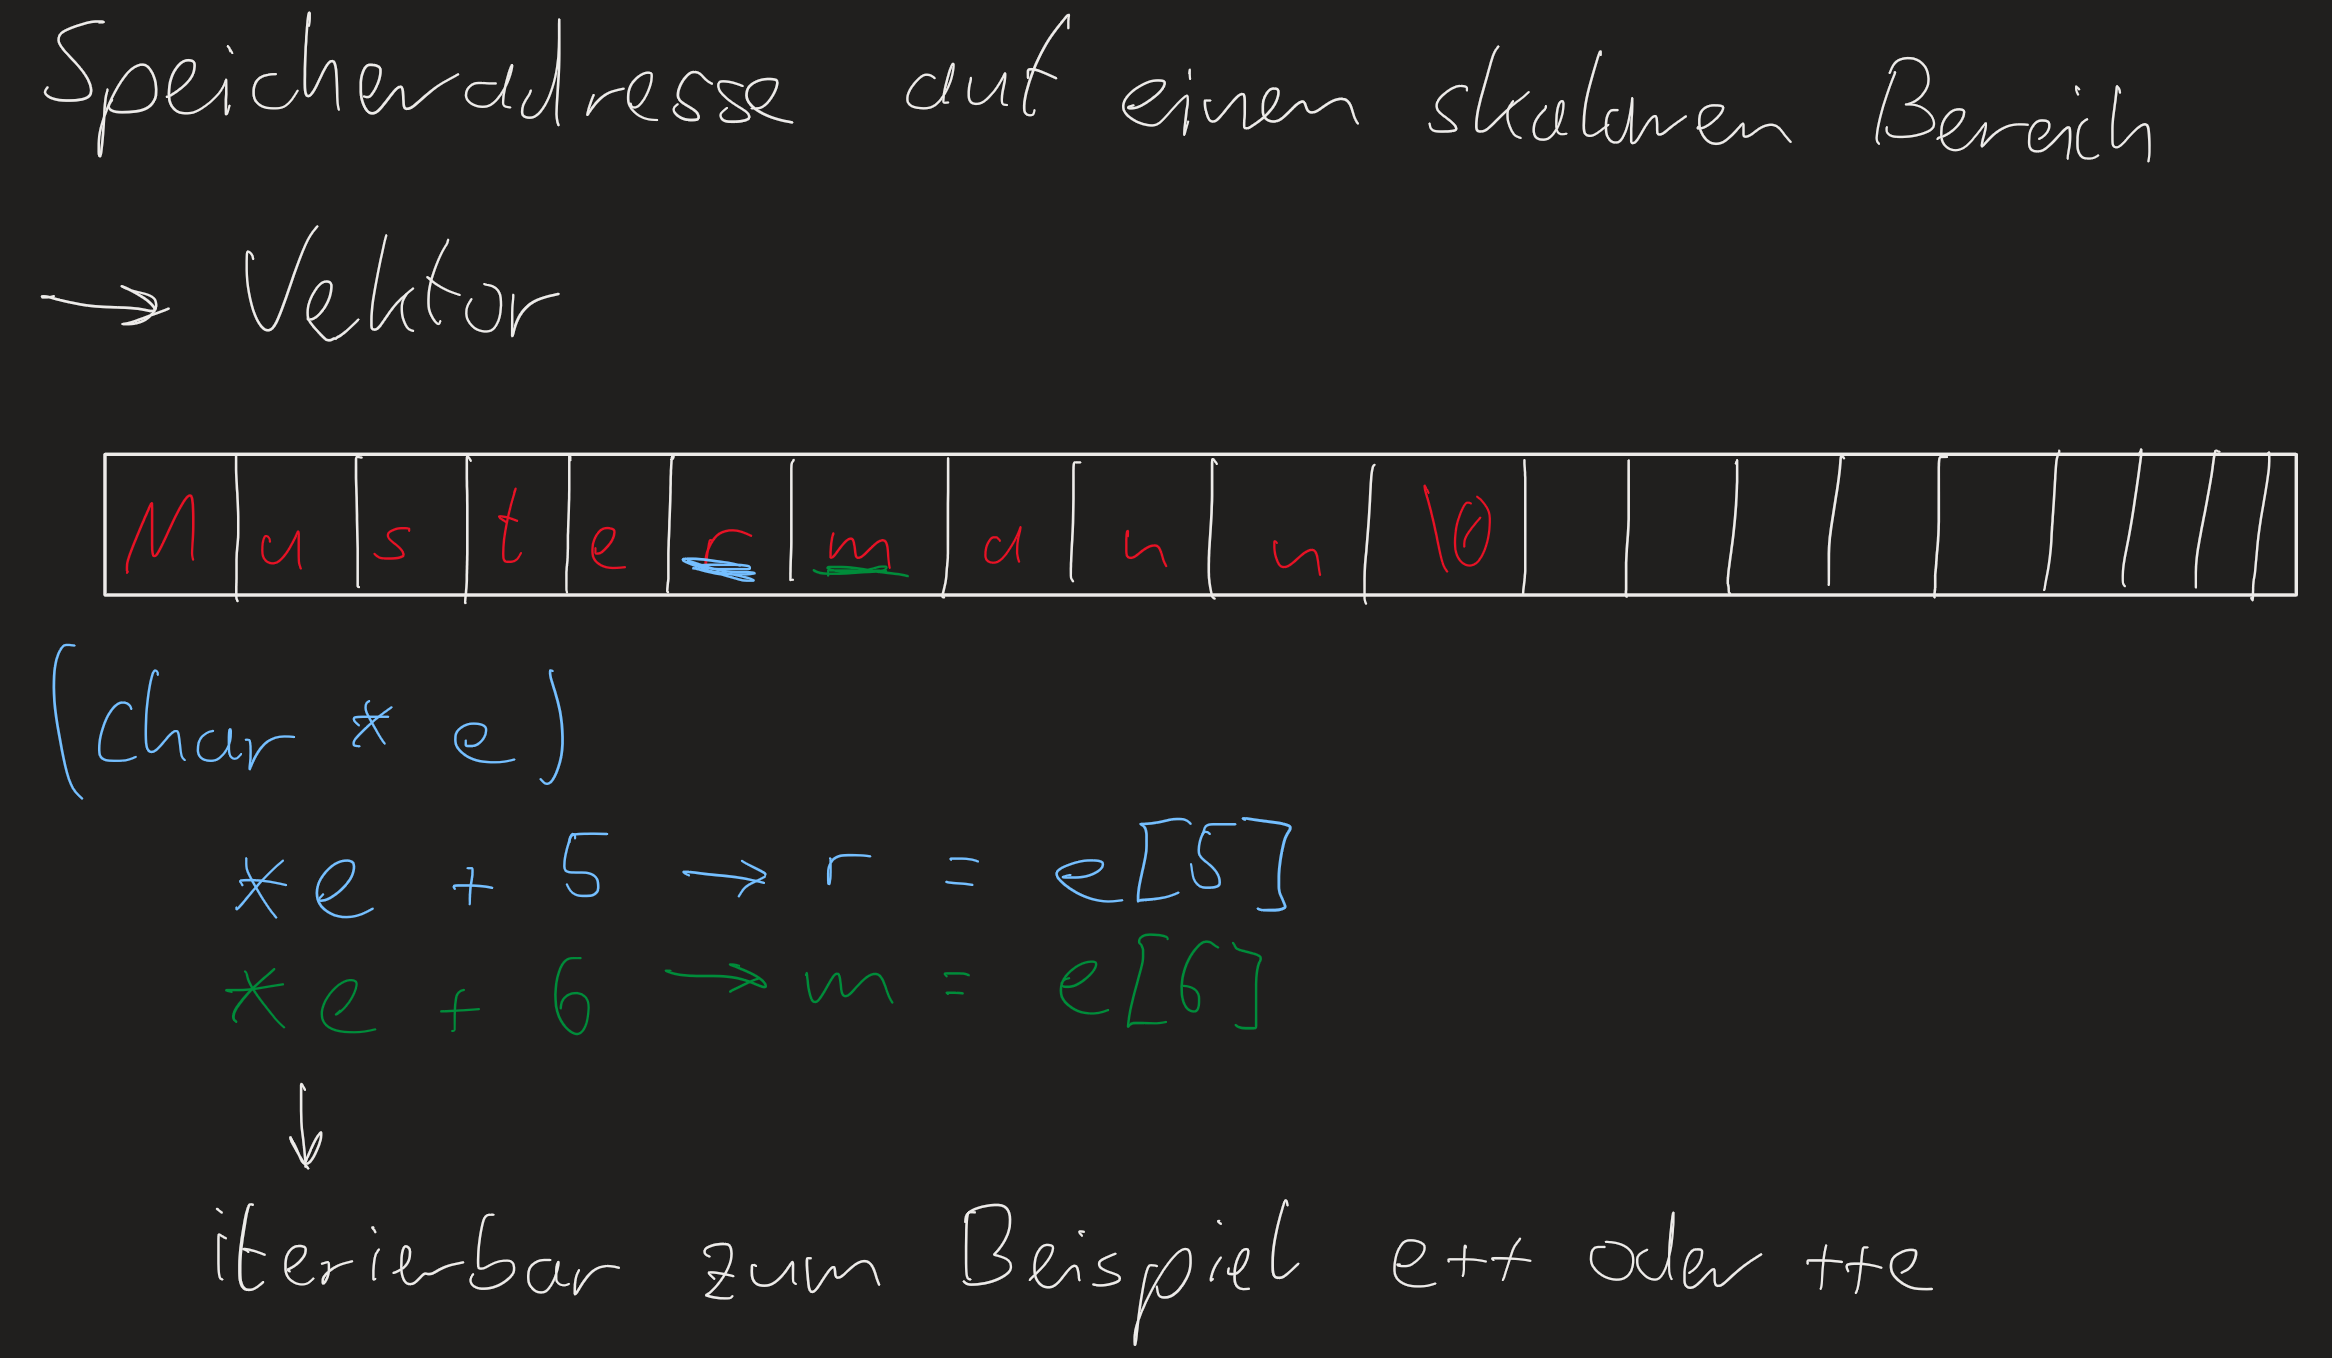 Speicheradresse auf einen skalaren Bereich
→ Vektor
M u s t e r m a n n \0
(char * e)
*e + 5 → r = e[5]
*e + 6 → m = e[6]
↓
iterierbar zum Beispiel e++ oder ++e